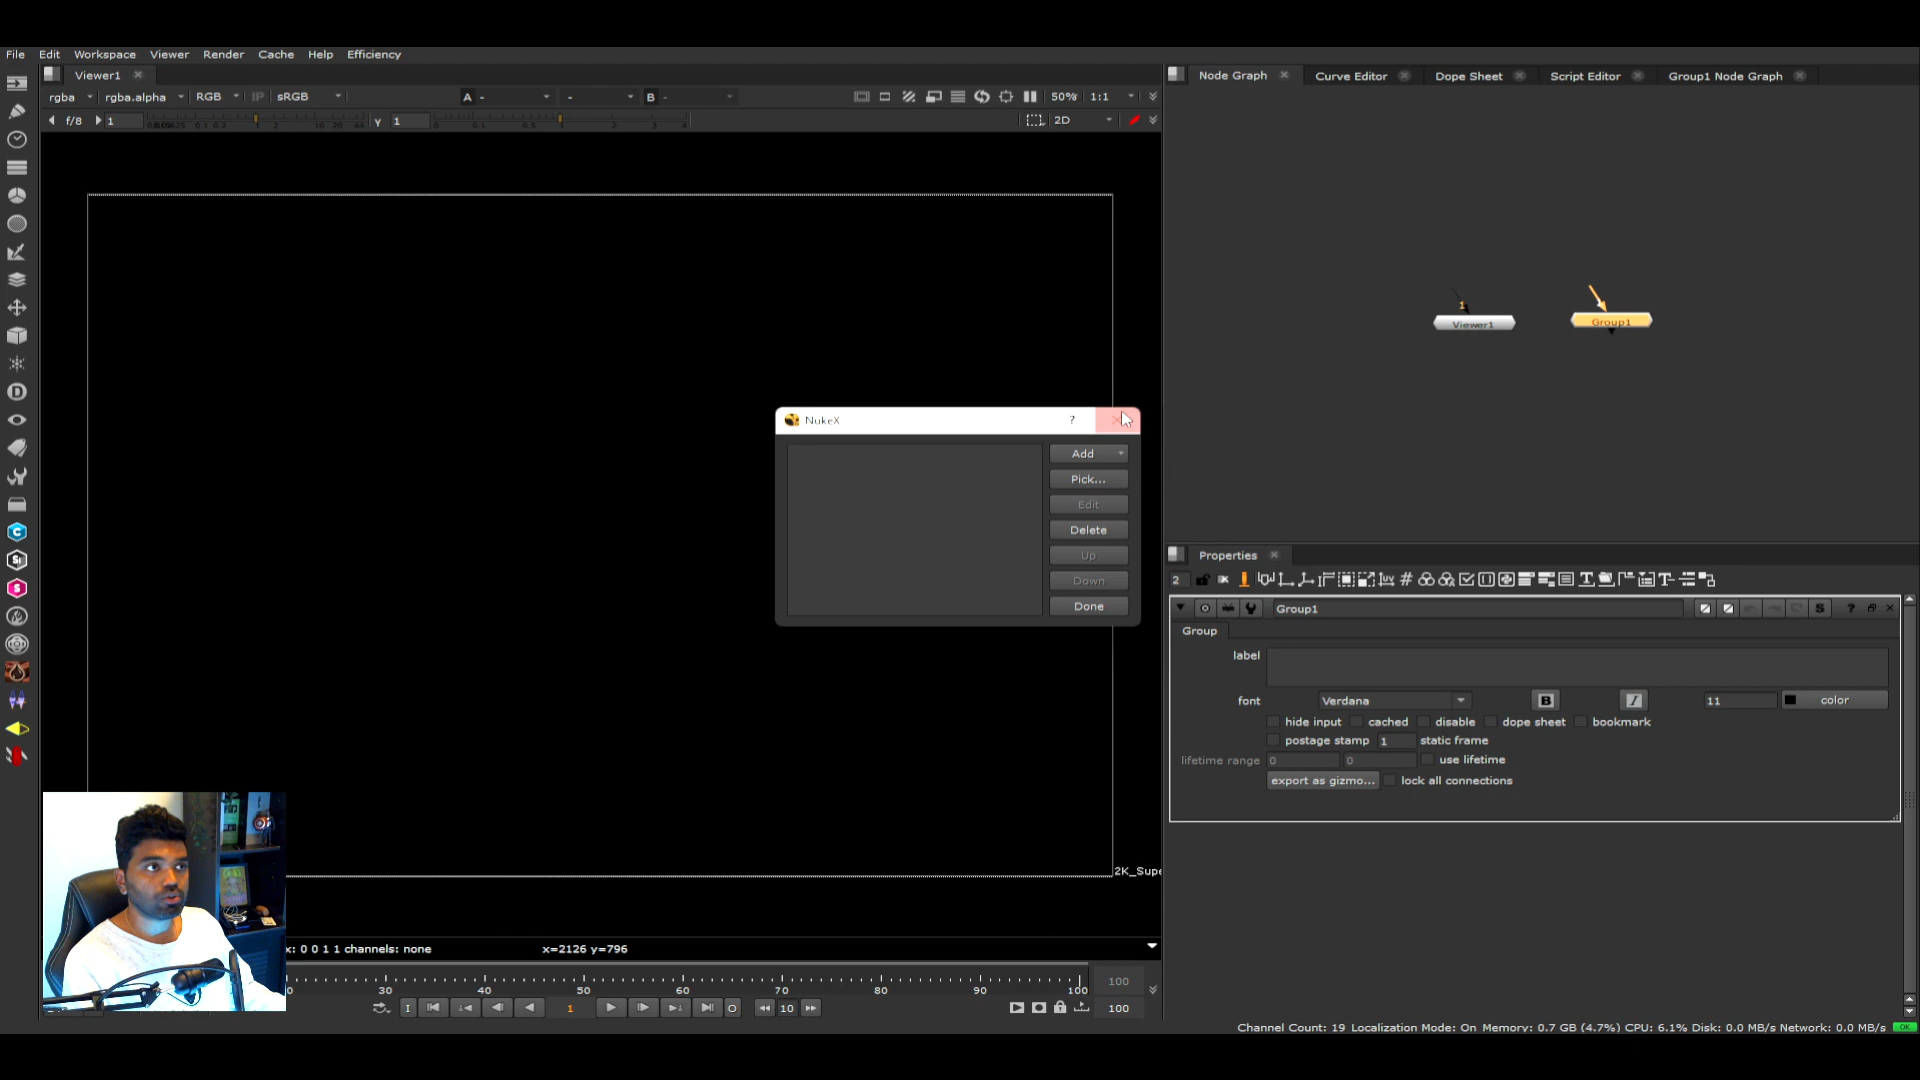 File Edit Workspace Viewer Render Cache Help Efficiency
Viewer1
rgba rgba.alpha RGB IP sRGB A - - B - 50% 1:1
f/8 1 Y 1 2D
Node Graph Curve Editor Dope Sheet Script Editor Group1 Node Graph
1
Viewer1 Group1
NukeX ?
Add
Pick...
Edit
Delete
Up
Down
Done
Properties
2
Group1 S ?
Group
label
font Verdana B I 11 color
hide input cached disable dope sheet bookmark
postage stamp 1 static frame
lifetime range 0 0 use lifetime
export as gizmo... lock all connections
2K_Supe
x: 0 0 1 1 channels: none x=2126 y=796
30 40 50 60 70 80 90 100 100
I 1 O 10 100
Channel Count: 19 Localization Mode: On Memory: 0.7 GB (4.7%) CPU: 6.1% Disk: 0.0 MB/s Network: 0.0 MB/s OK